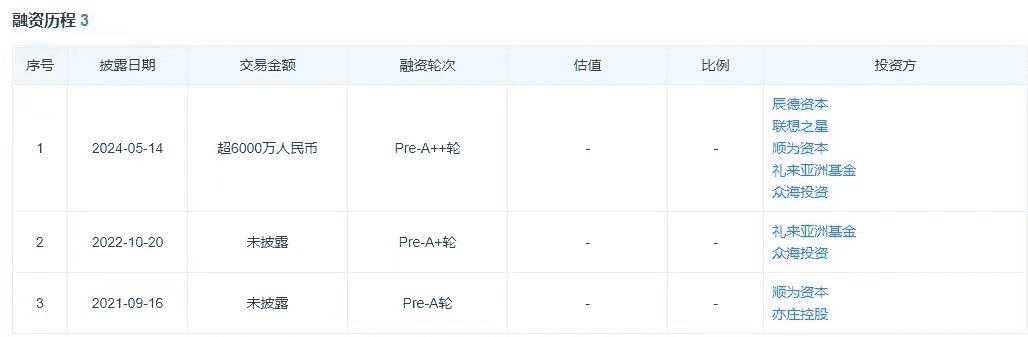 融资历程 3
序号 披露日期 交易金额 融资轮次 估值 比例 投资方
辰德资本
联想之星
1 2024-05-14 超6000万人民币 Pre-A++轮 - - 顺为资本
礼来亚洲基金
众海投资
礼来亚洲基金
2 2022-10-20 未披露 Pre-A+轮 - -
众海投资
顺为资本
3 2021-09-16 未披露 Pre-A轮 - -
亦庄控股